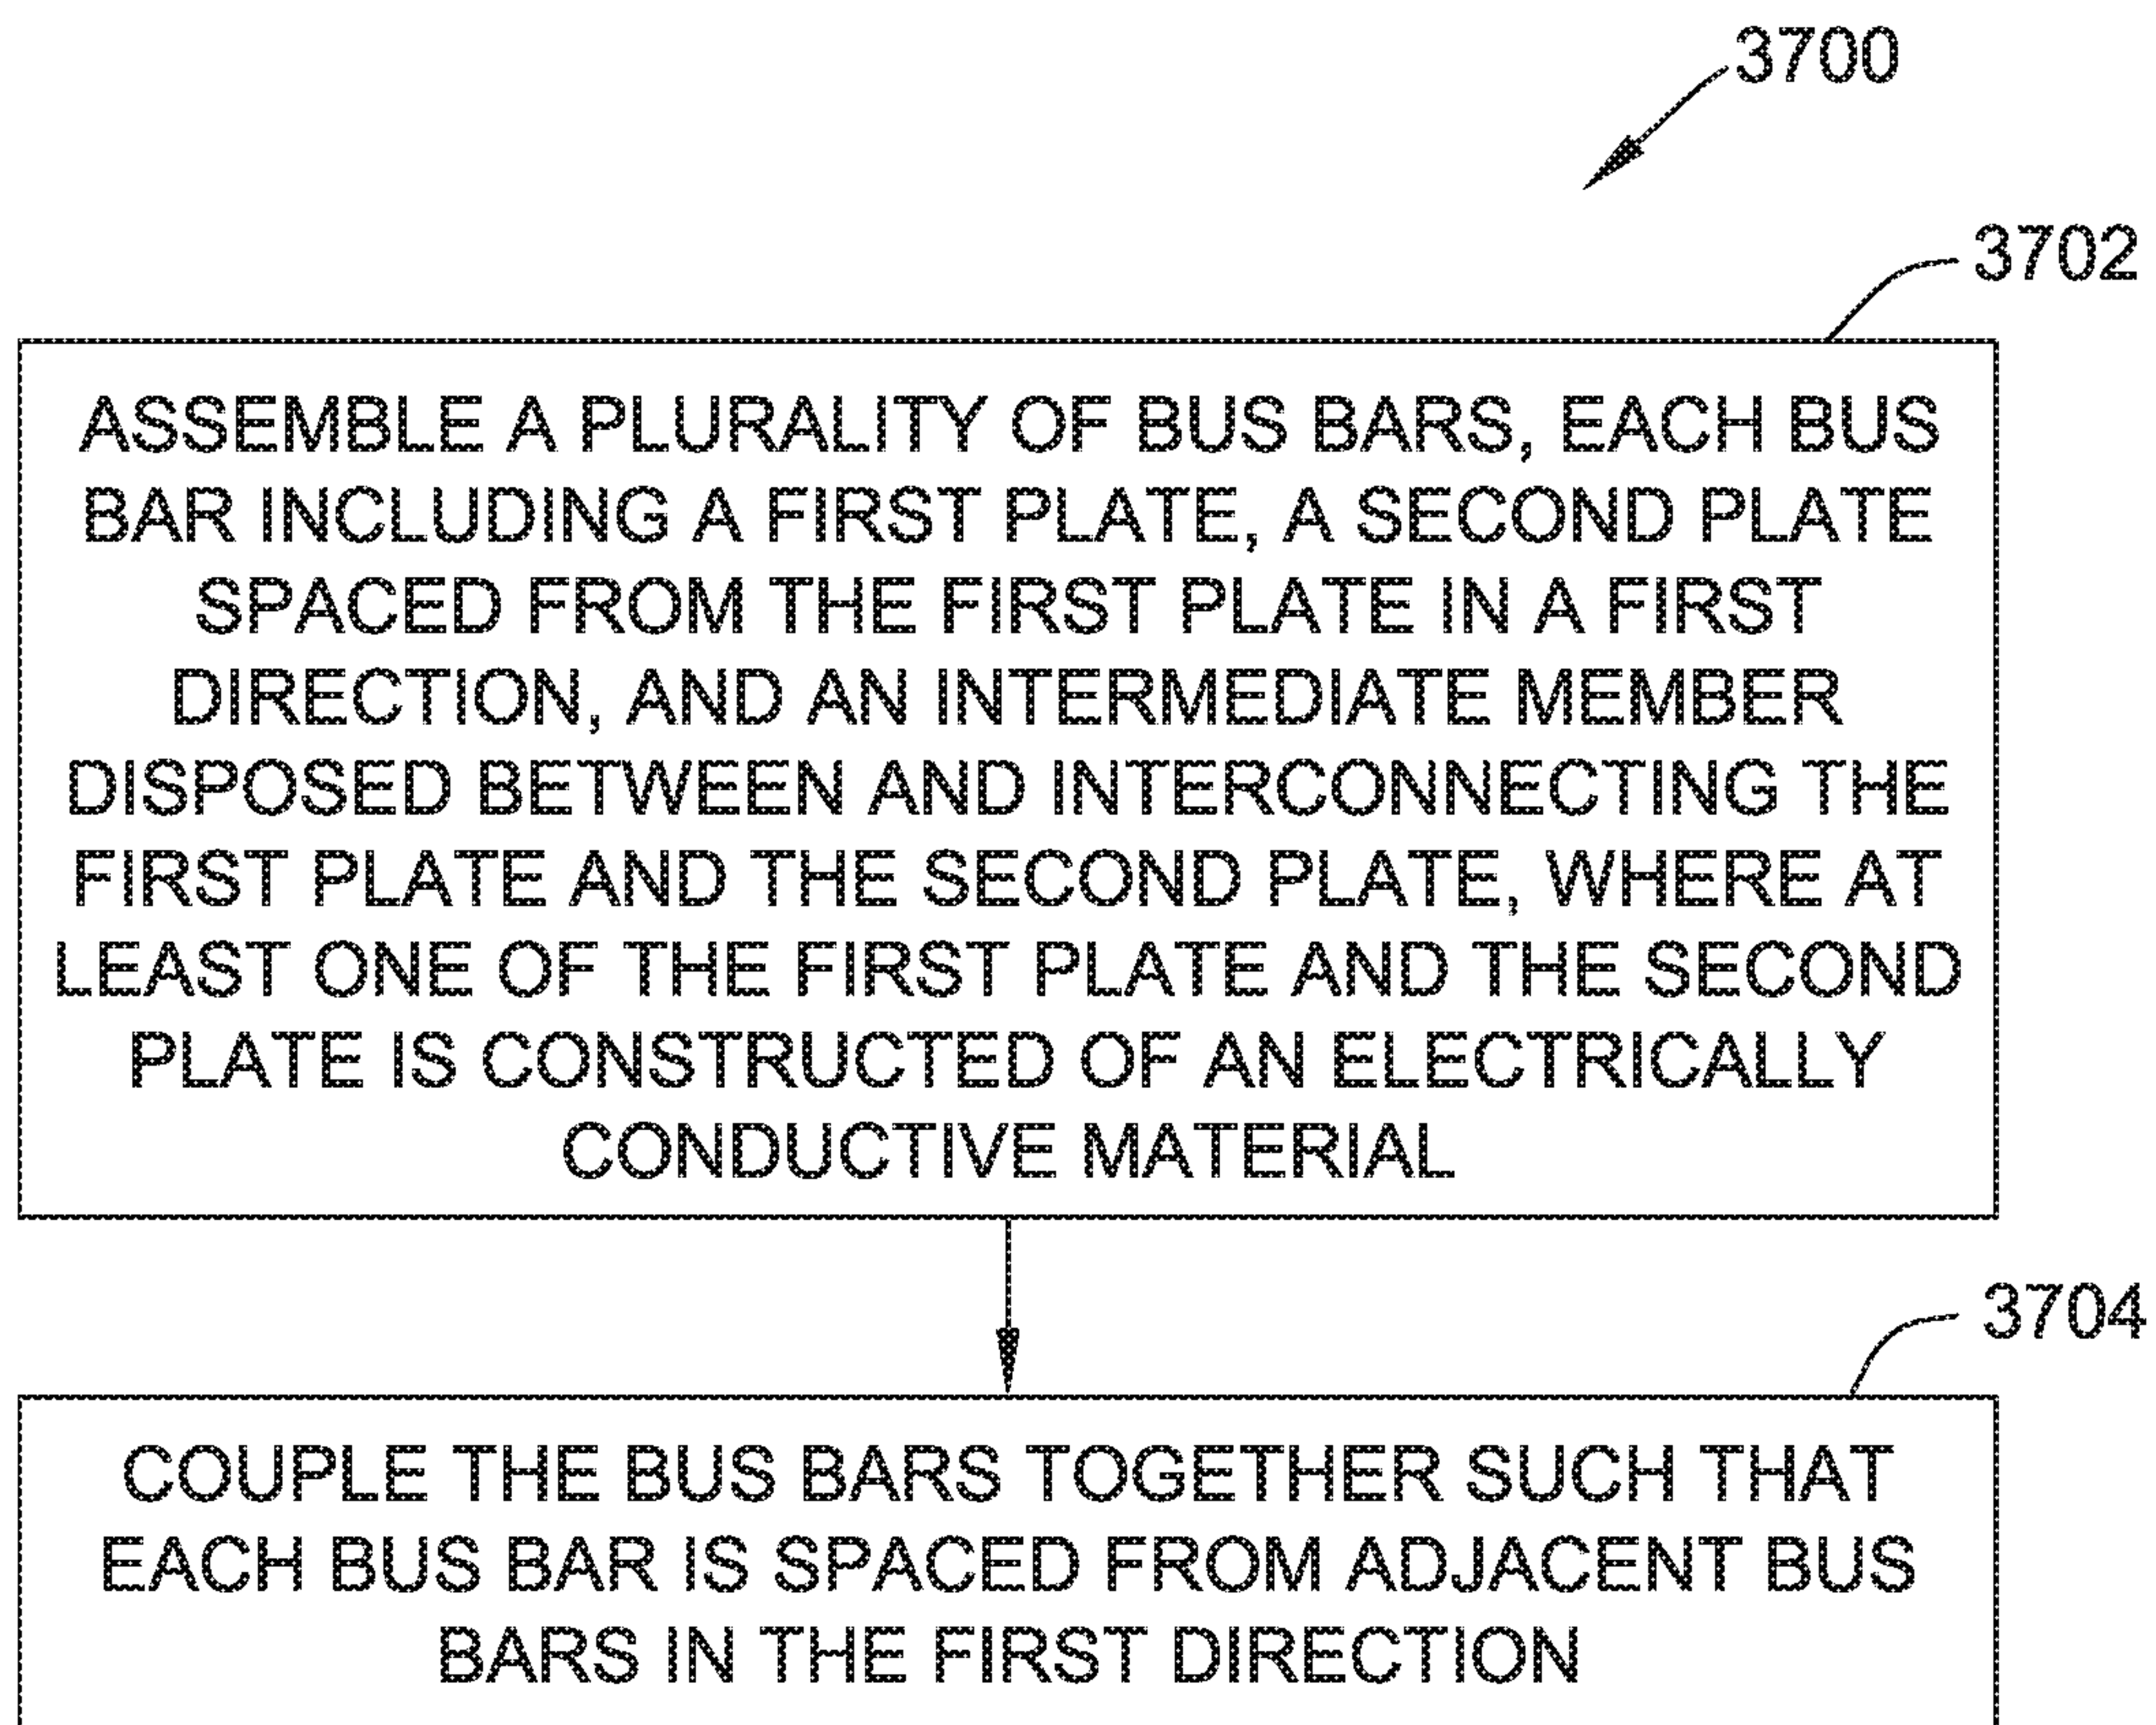 3700
3702
ASSEMBLE A PLURALITY OF BUS BARS, EACH BUS
BAR INCLUDING A FIRST PLATE, A SECOND PLATE
SPACED FROM THE FIRST PLATE IN A FIRST
DIRECTION, AND AN INTERMEDIATE MEMBER
DISPOSED BETWEEN AND INTERCONNECTING THE
FIRST PLATE AND THE SECOND PLATE, WHERE AT
LEAST ONE OF THE FIRST PLATE AND THE SECOND
PLATE IS CONSTRUCTED OF AN ELECTRICALLY
CONDUCTIVE MATERIAL
3704
COUPLE THE BUS BARS TOGETHER SUCH THAT
EACH BUS BAR IS SPACED FROM ADJACENT BUS
BARS IN THE FIRST DIRECTION